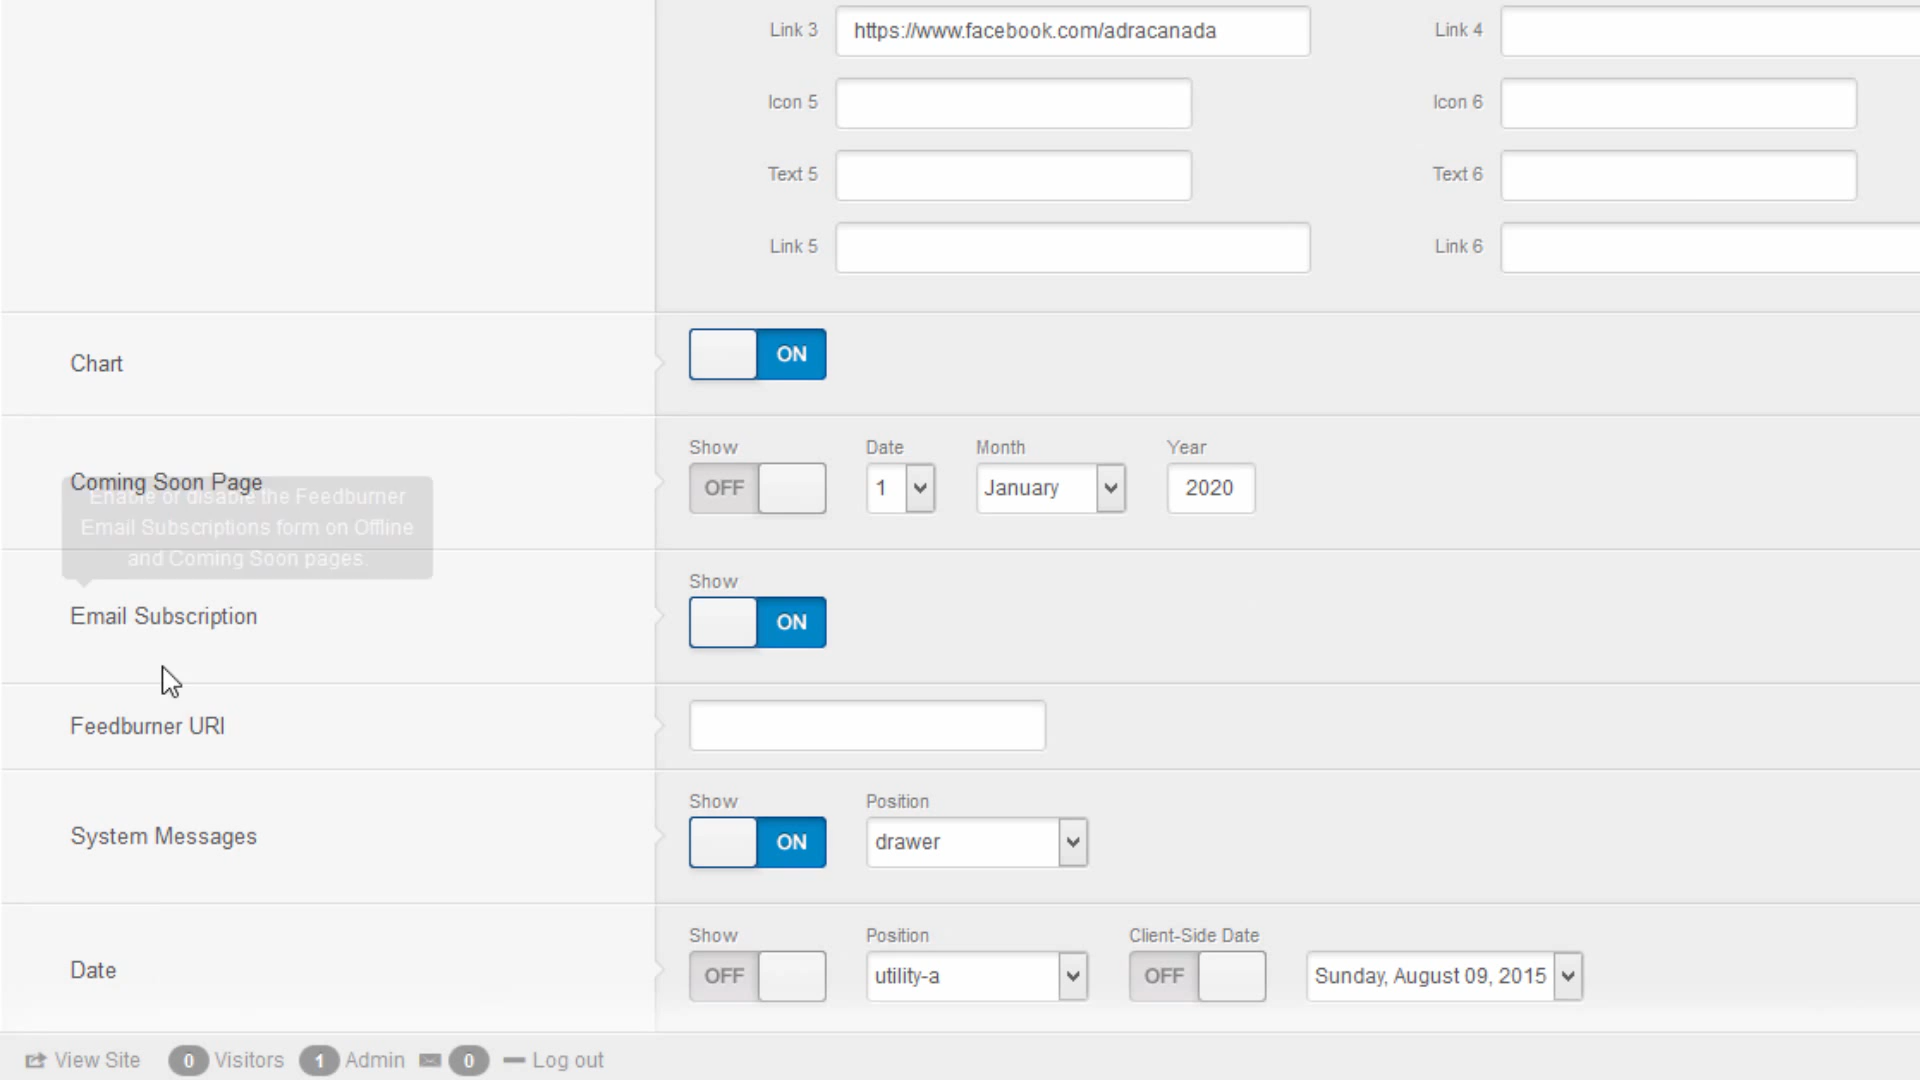 Link 3 https://www.facebook.com/adracanada Link 4
Icon 5 Icon 6
Text 5 Text 6
Link 5 Link 6
Chart ON
Show Date Month Year
Coming Soon Page OFF 1 January 2020
Enable or disable the Feedburner
Email Subscriptions form on Offline
and Coming Soon pages.
Show
Email Subscription ON
Feedburner URI
Show Position
System Messages ON drawer
Show Position Client-Side Date
Date OFF utility-a OFF Sunday, August 09, 2015
View Site 0 Visitors 1 Admin 0 Log out